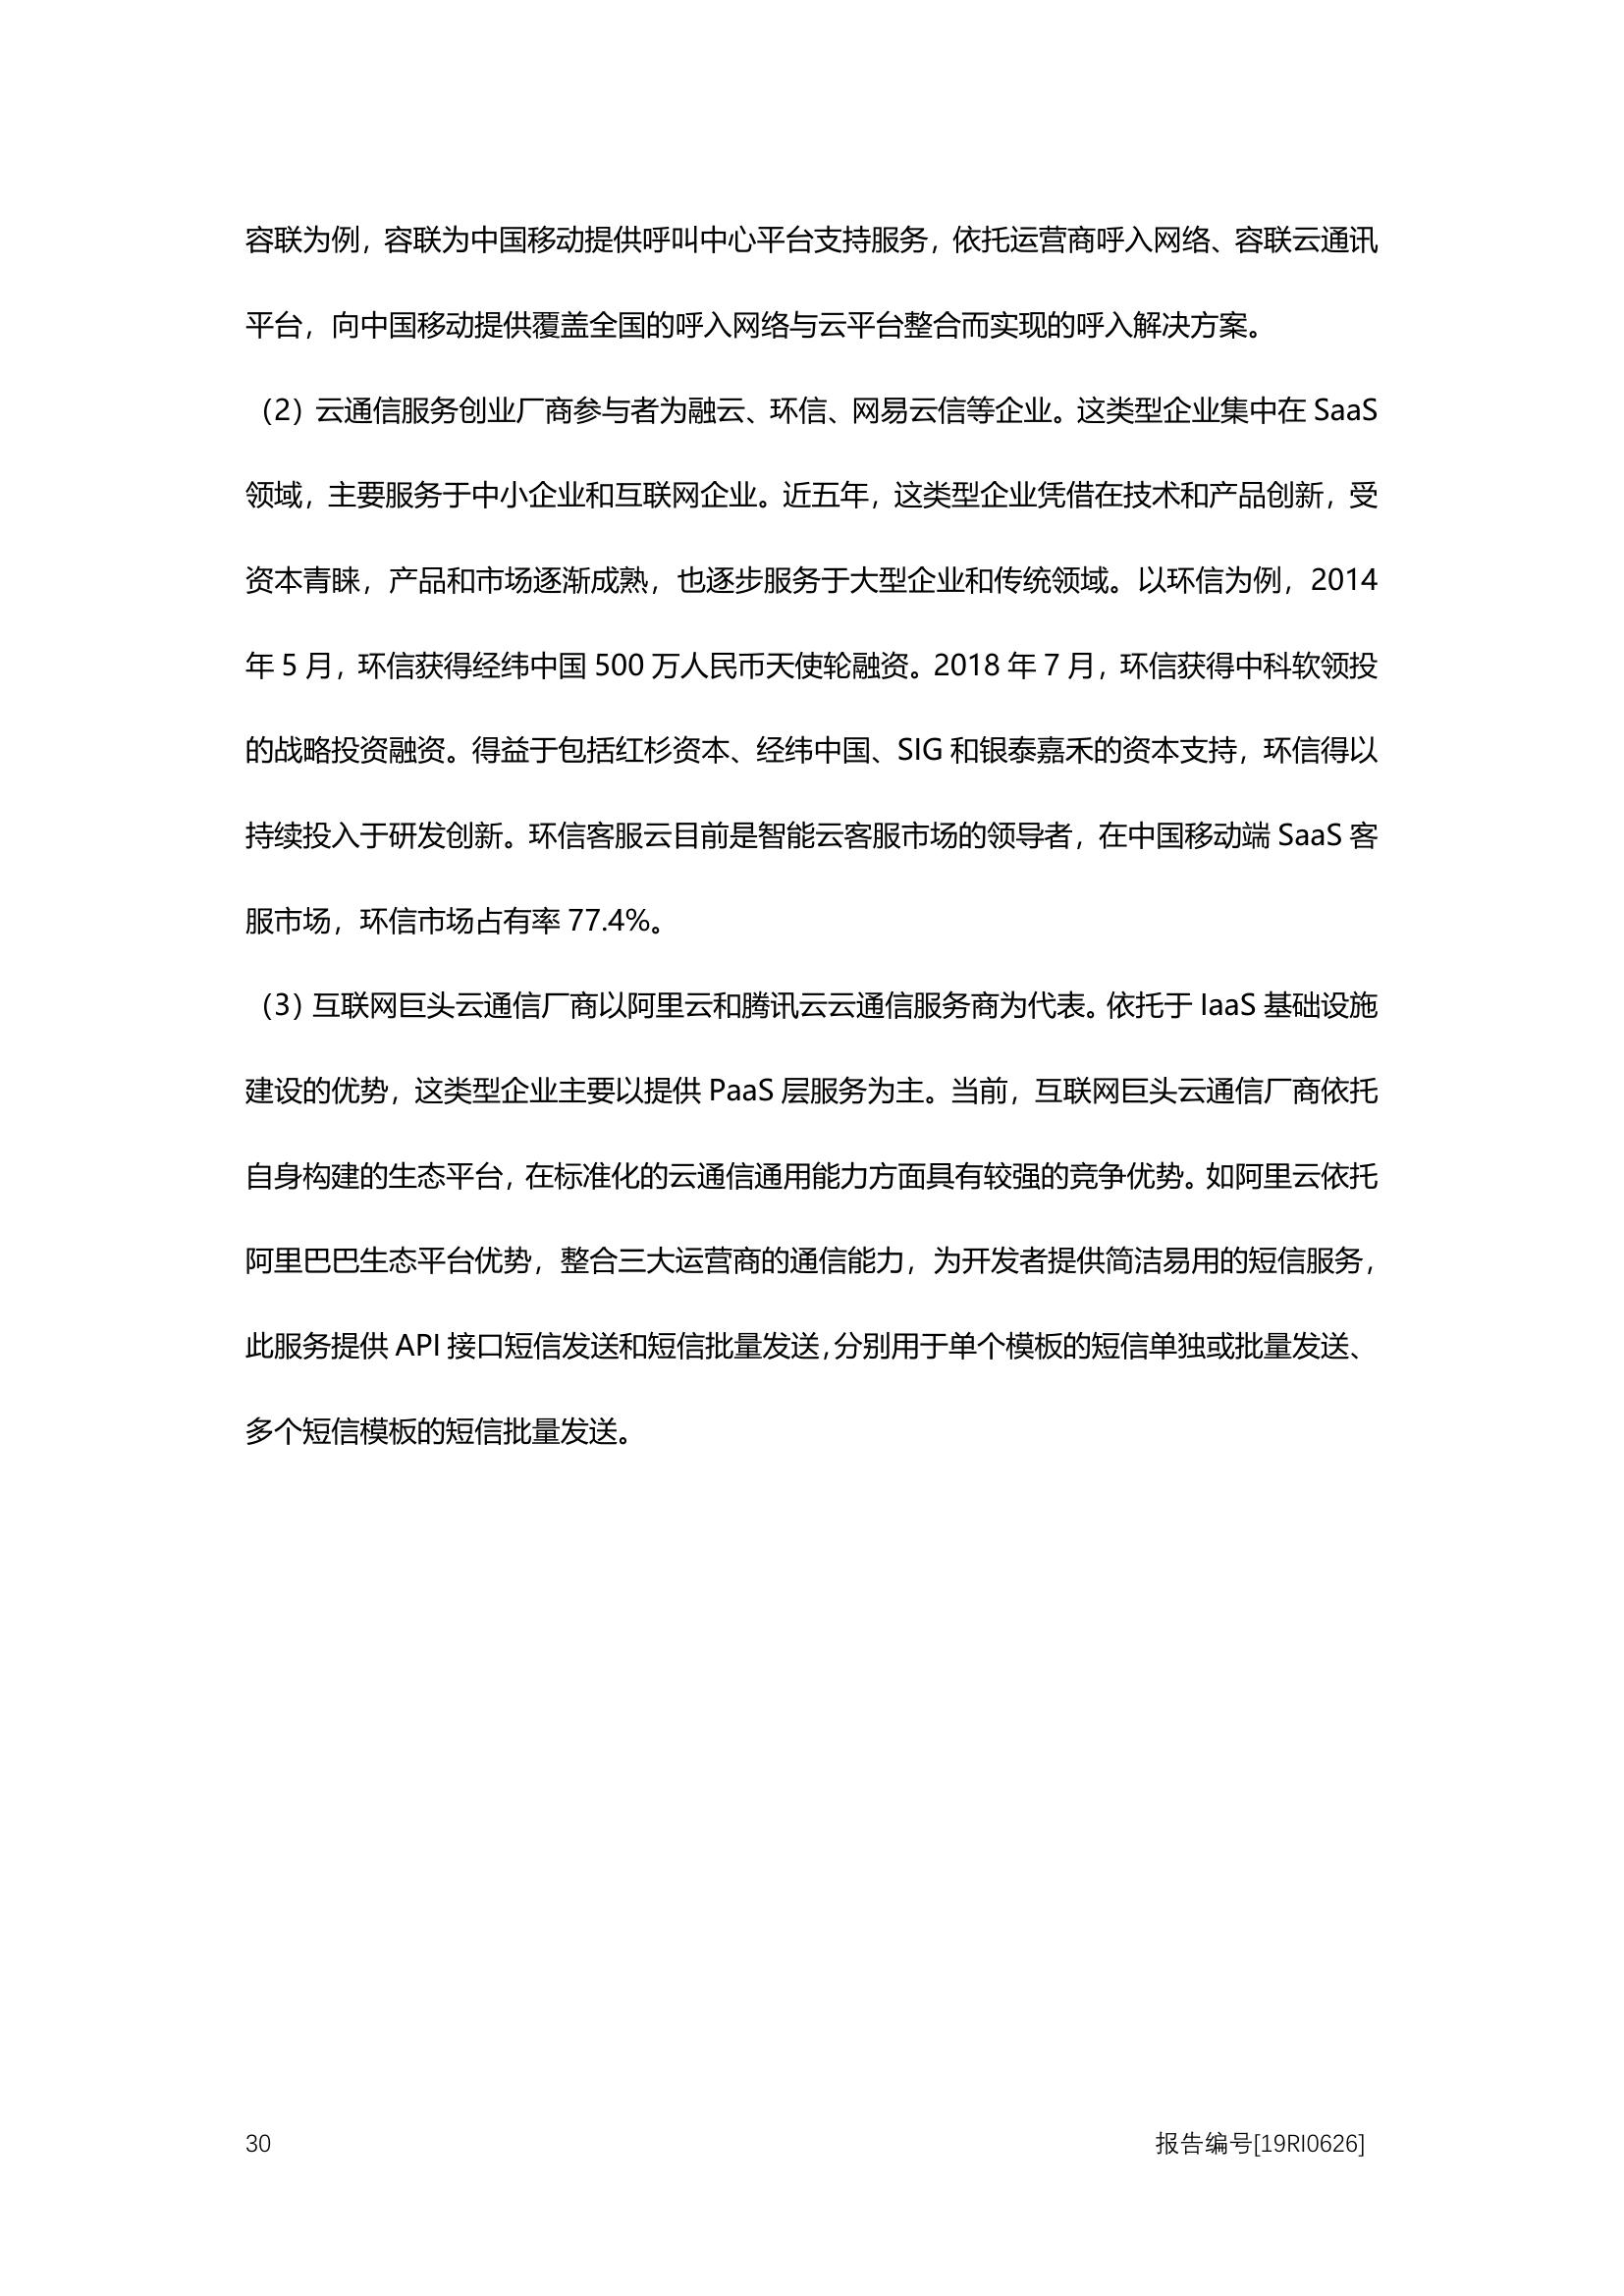 容联为例，容联为中国移动提供呼叫中心平台支持服务，依托运营商呼入网络、容联云通讯
平台，向中国移动提供覆盖全国的呼入网络与云平台整合而实现的呼入解决方案。
（2）云通信服务创业厂商参与者为融云、环信、网易云信等企业。这类型企业集中在 SaaS
领域，主要服务于中小企业和互联网企业。近五年，这类型企业凭借在技术和产品创新，受
资本青睐，产品和市场逐渐成熟，也逐步服务于大型企业和传统领域。以环信为例，2014
年 5 月，环信获得经纬中国 500 万人民币天使轮融资。2018 年 7 月，环信获得中科软领投
的战略投资融资。得益于包括红杉资本、经纬中国、SIG 和银泰嘉禾的资本支持，环信得以
持续投入于研发创新。环信客服云目前是智能云客服市场的领导者，在中国移动端 SaaS 客
服市场，环信市场占有率 77.4%。
（3）互联网巨头云通信厂商以阿里云和腾讯云云通信服务商为代表。依托于 IaaS 基础设施
建设的优势，这类型企业主要以提供 PaaS 层服务为主。当前，互联网巨头云通信厂商依托
自身构建的生态平台，在标准化的云通信通用能力方面具有较强的竞争优势。如阿里云依托
阿里巴巴生态平台优势，整合三大运营商的通信能力，为开发者提供简洁易用的短信服务，
此服务提供 API 接口短信发送和短信批量发送，分别用于单个模板的短信单独或批量发送、
多个短信模板的短信批量发送。
30 报告编号[19RI0626]